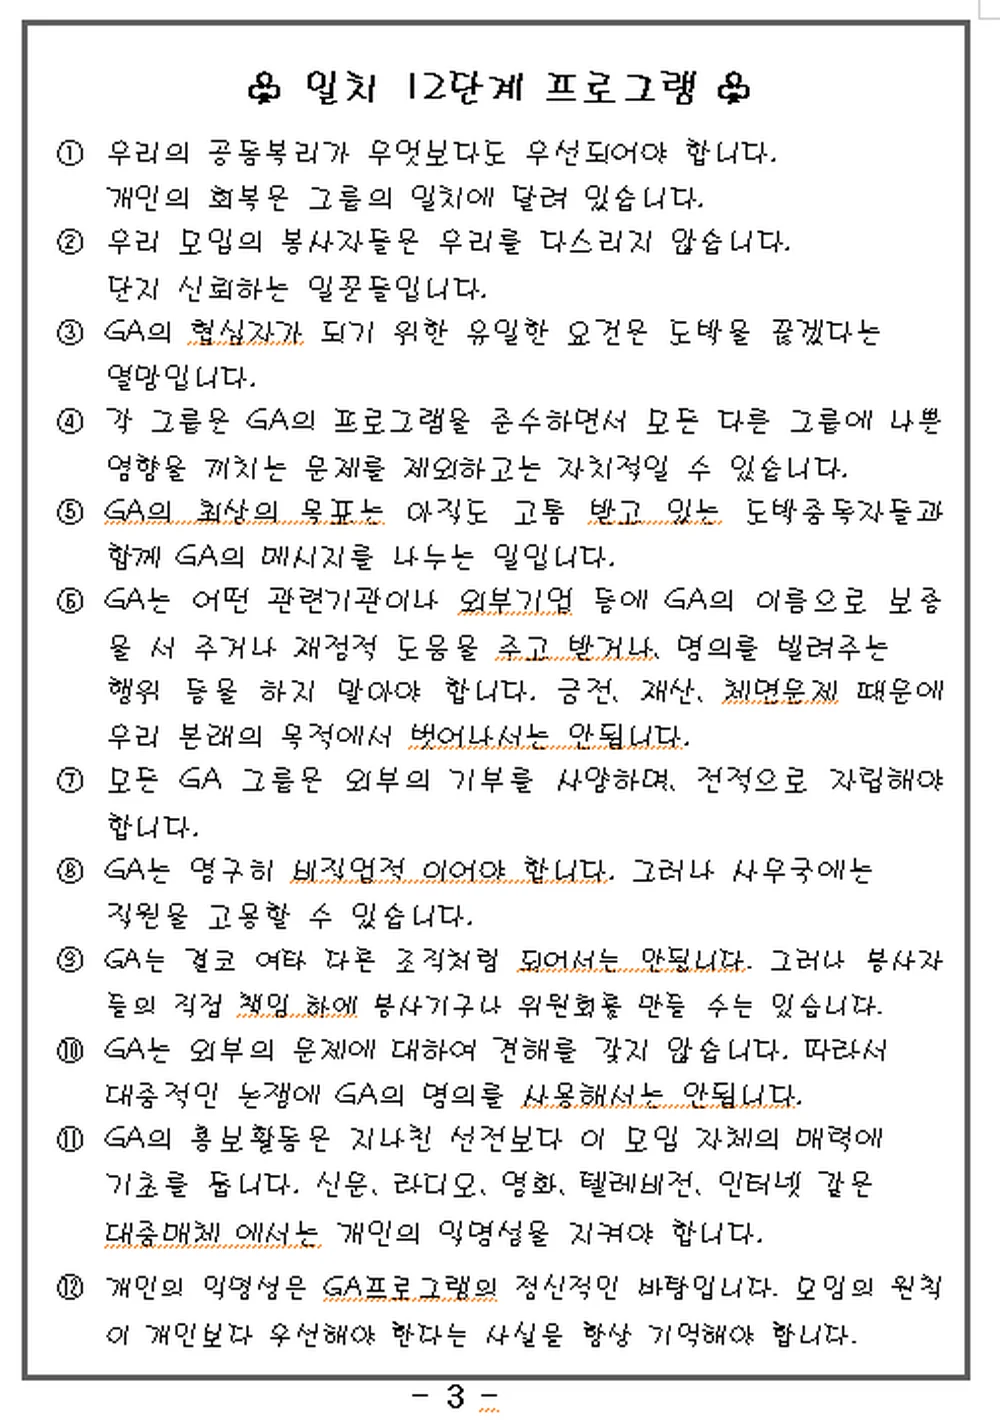 ♧ 일치 12단계 프로그램 ♧
① 우리의 공동복리가 무엇보다도 우선되어야 합니다.
개인의 회복은 그룹의 일치에 달려 있습니다.
② 우리 모임의 봉사자들은 우리를 다스리지 않습니다.
단지 신뢰하는 일꾼들입니다.
③ GA의 협심자가 되기 위한 유일한 요건은 도박을 끊겠다는
열망입니다.
④ 각 그룹은 GA의 프로그램을 준수하면서 모든 다른 그룹에 나쁜
영향을 끼치는 문제를 제외하고는 자치적일 수 있습니다.
⑤ GA의 최상의 목표는 아직도 고통 받고 있는 도박중독자들과
함께 GA의 메시지를 나누는 일입니다.
⑥ GA는 어떤 관련기관이나 외부기업 등에 GA의 이름으로 보증
을 서 주거나 재정적 도움을 주고 받거나, 명의를 빌려주는
행위 등을 하지 말아야 합니다. 금전, 재산, 체면문제 때문에
우리 본래의 목적에서 벗어나서는 안됩니다.
⑦ 모든 GA 그룹은 외부의 기부를 사양하며, 전적으로 자립해야
합니다.
⑧ GA는 영구히 비직업적 이어야 합니다. 그러나 사무국에는
직원을 고용할 수 있습니다.
⑨ GA는 결코 여타 다른 조직처럼 되어서는 안됩니다. 그러나 봉사자
들의 직접 책임 하에 봉사기구나 위원회를 만들 수는 있습니다.
⑩ GA는 외부의 문제에 대하여 견해를 갖지 않습니다. 따라서
대중적인 논쟁에 GA의 명의를 사용해서는 안됩니다.
⑪ GA의 홍보활동은 지나친 선전보다 이 모임 자체의 매력에
기초를 둡니다. 신문, 라디오, 영화, 텔레비전, 인터넷 같은
대중매체 에서는 개인의 익명성을 지켜야 합니다.
⑫ 개인의 익명성은 GA프로그램의 정신적인 바탕입니다. 모임의 원칙
이 개인보다 우선해야 한다는 사실을 항상 기억해야 합니다.
- 3 -